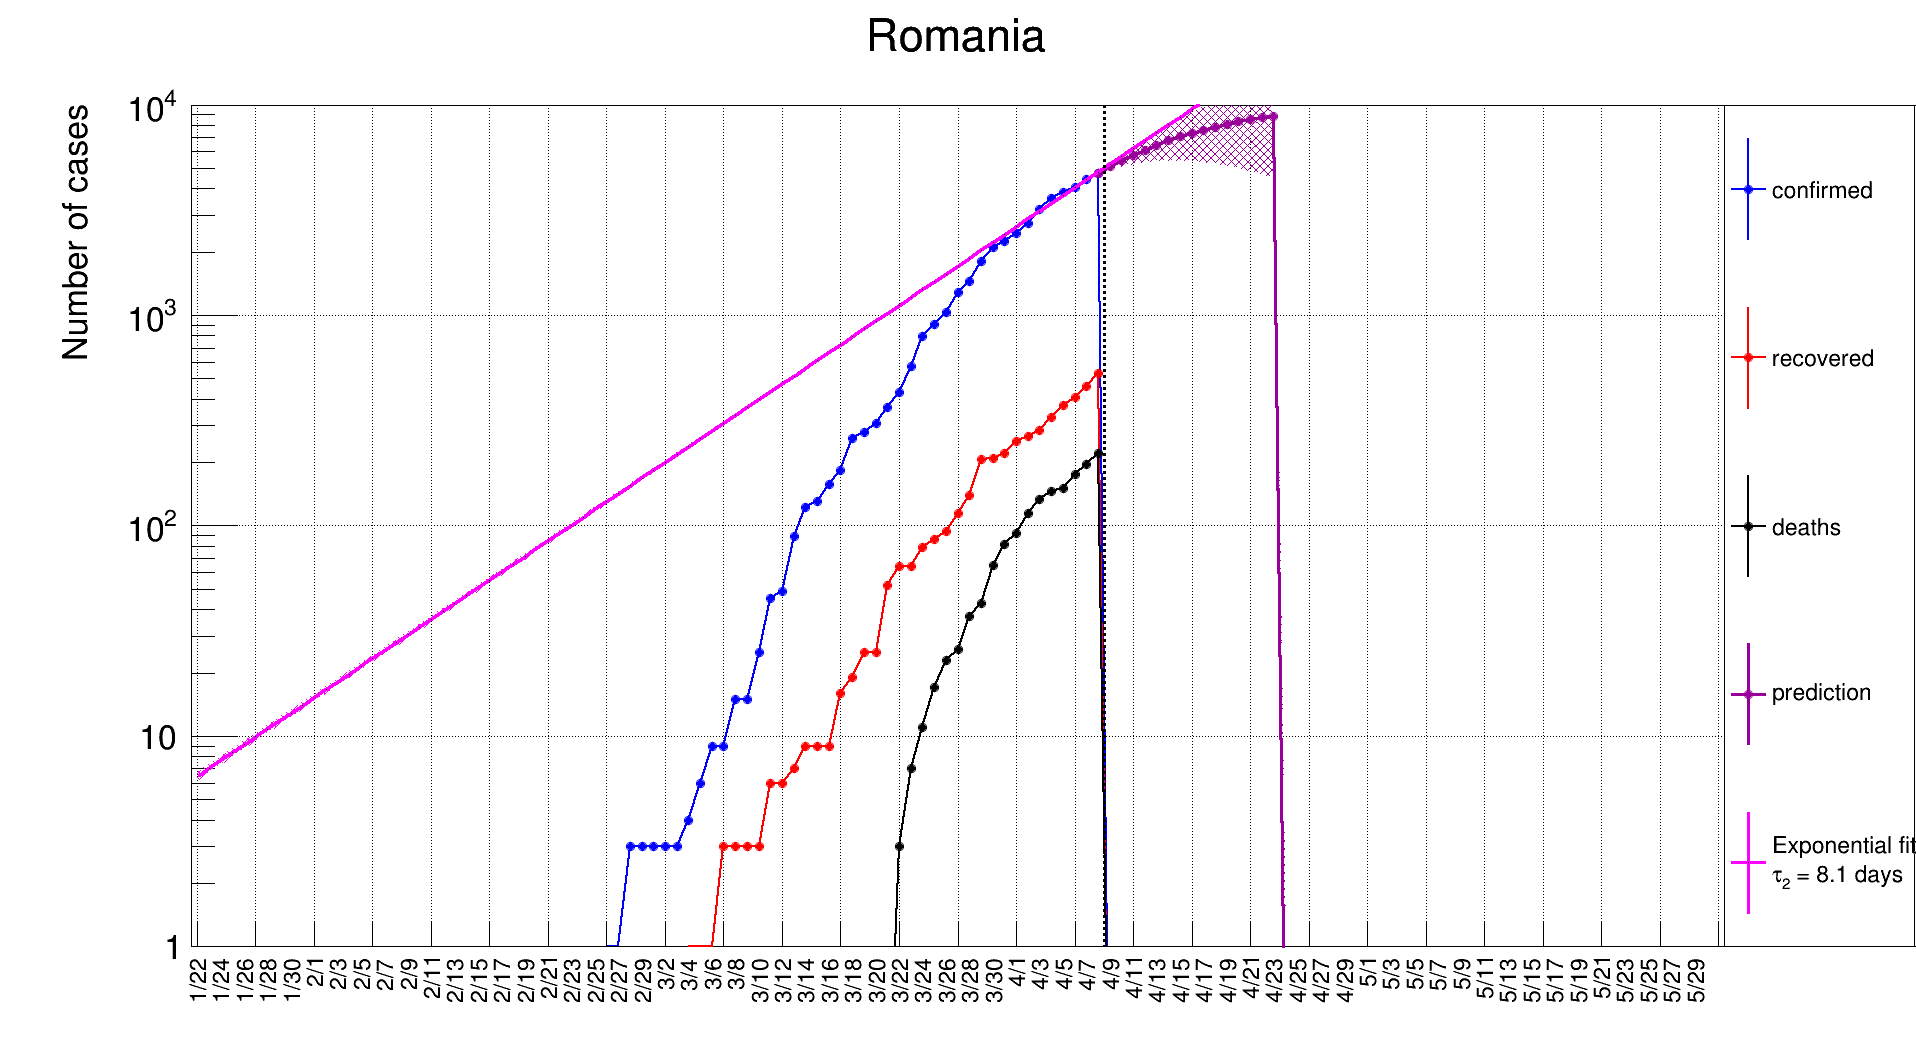 Romania
Number of cases
10⁴
10³
10²
10
1
1/22 1/24 1/26 1/28 1/30 2/1 2/3 2/5 2/7 2/9 2/11 2/13 2/15 2/17 2/19 2/21 2/23 2/25 2/27 2/29 3/2 3/4 3/6 3/8 3/10 3/12 3/14 3/16 3/18 3/20 3/22 3/24 3/26 3/28 3/30 4/1 4/3 4/5 4/7 4/9 4/11 4/13 4/15 4/17 4/19 4/21 4/23 4/25 4/27 4/29 5/1 5/3 5/5 5/7 5/9 5/11 5/13 5/15 5/17 5/19 5/21 5/23 5/25 5/27 5/29
confirmed
recovered
deaths
prediction
Exponential fit
τ₂ = 8.1 days